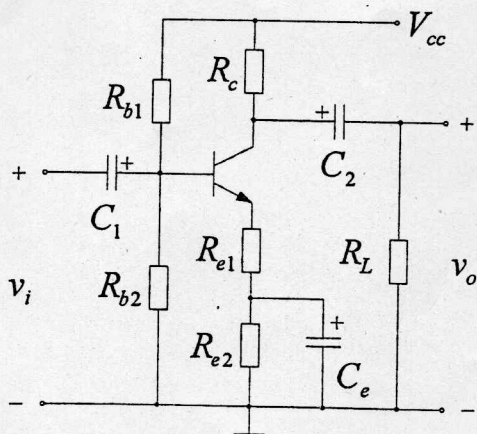 V_cc
R_c
R_b1
+
+ + +
C_1
C_2
R_e1
R_L
v_i
R_b2
v_o
+
R_e2
C_e
− −